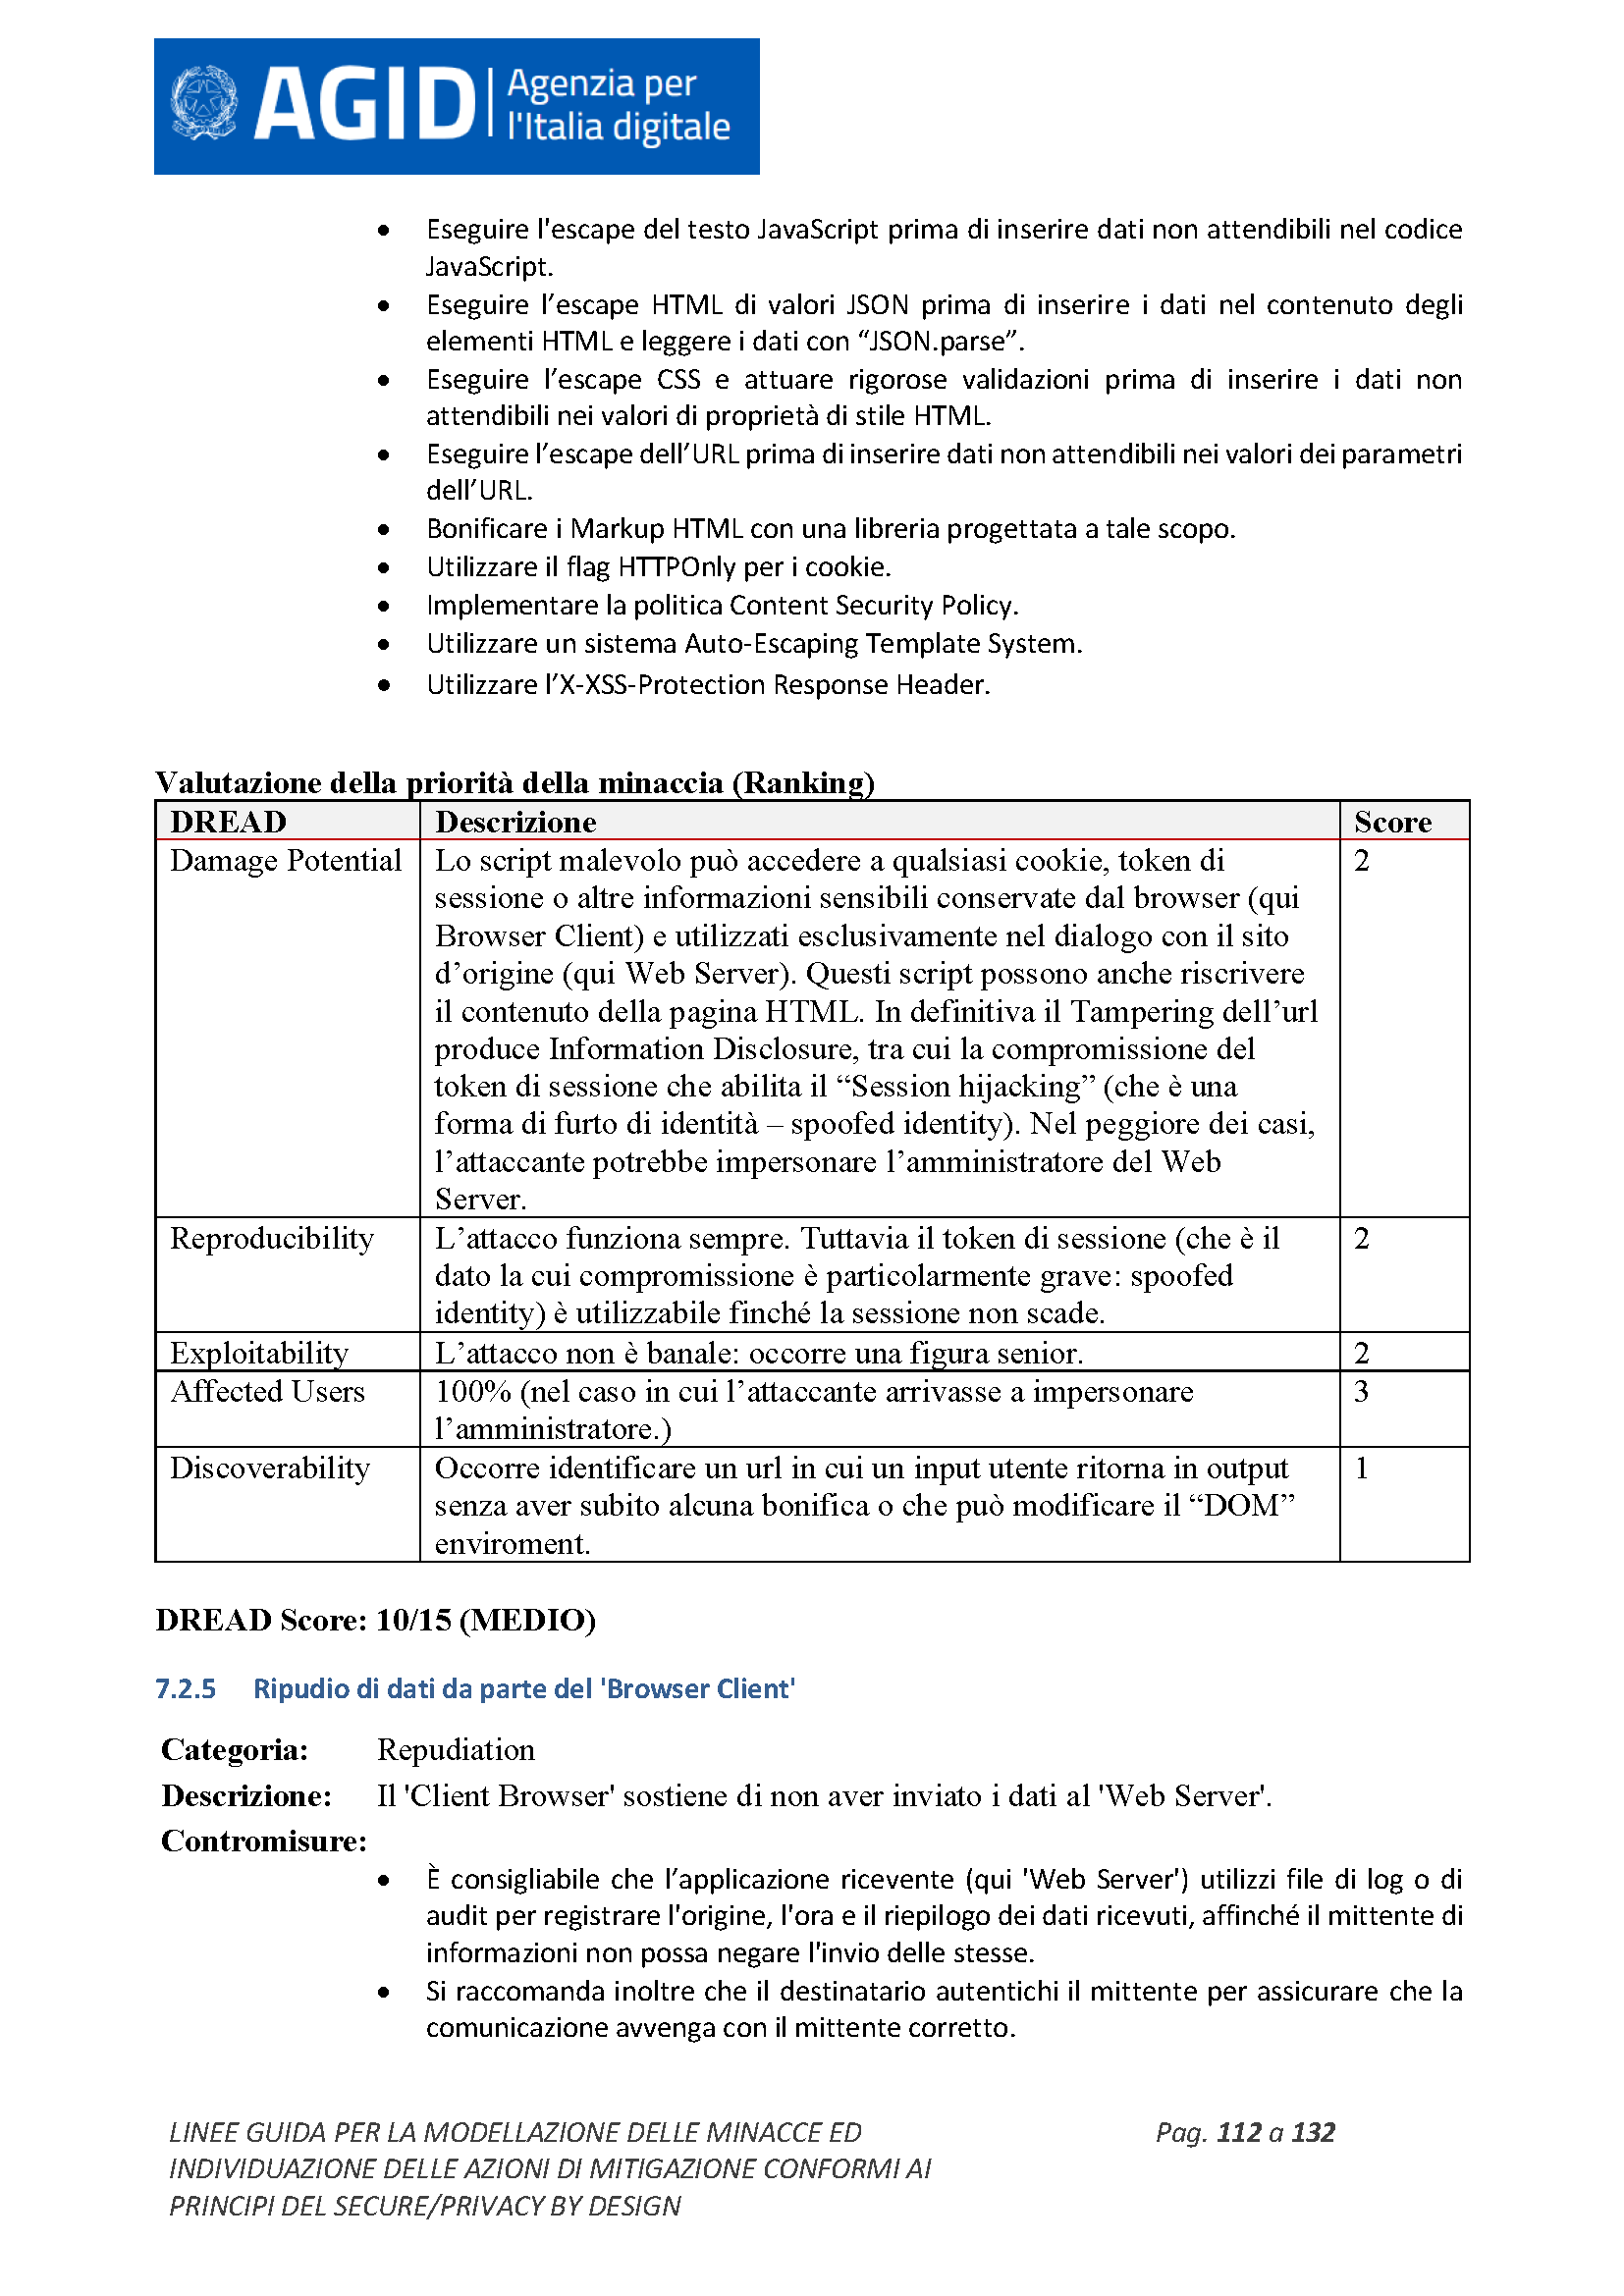 AGID Agenzia per
l'Italia digitale
• Eseguire l'escape del testo JavaScript prima di inserire dati non attendibili nel codice
JavaScript.
• Eseguire l’escape HTML di valori JSON prima di inserire i dati nel contenuto degli
elementi HTML e leggere i dati con “JSON.parse”.
• Eseguire l’escape CSS e attuare rigorose validazioni prima di inserire i dati non
attendibili nei valori di proprietà di stile HTML.
• Eseguire l’escape dell’URL prima di inserire dati non attendibili nei valori dei parametri
dell’URL.
• Bonificare i Markup HTML con una libreria progettata a tale scopo.
• Utilizzare il flag HTTPOnly per i cookie.
• Implementare la politica Content Security Policy.
• Utilizzare un sistema Auto-Escaping Template System.
• Utilizzare l’X-XSS-Protection Response Header.
Valutazione della priorità della minaccia (Ranking)
DREAD Descrizione Score
Damage Potential Lo script malevolo può accedere a qualsiasi cookie, token di 2
sessione o altre informazioni sensibili conservate dal browser (qui
Browser Client) e utilizzati esclusivamente nel dialogo con il sito
d’origine (qui Web Server). Questi script possono anche riscrivere
il contenuto della pagina HTML. In definitiva il Tampering dell’url
produce Information Disclosure, tra cui la compromissione del
token di sessione che abilita il “Session hijacking” (che è una
forma di furto di identità – spoofed identity). Nel peggiore dei casi,
l’attaccante potrebbe impersonare l’amministratore del Web
Server.
Reproducibility L’attacco funziona sempre. Tuttavia il token di sessione (che è il 2
dato la cui compromissione è particolarmente grave: spoofed
identity) è utilizzabile finché la sessione non scade.
Exploitability L’attacco non è banale: occorre una figura senior. 2
Affected Users 100% (nel caso in cui l’attaccante arrivasse a impersonare 3
l’amministratore.)
Discoverability Occorre identificare un url in cui un input utente ritorna in output 1
senza aver subito alcuna bonifica o che può modificare il “DOM”
enviroment.
DREAD Score: 10/15 (MEDIO)
7.2.5 Ripudio di dati da parte del 'Browser Client'
Categoria: Repudiation
Descrizione: Il 'Client Browser' sostiene di non aver inviato i dati al 'Web Server'.
Contromisure:
• È consigliabile che l’applicazione ricevente (qui 'Web Server') utilizzi file di log o di
audit per registrare l'origine, l'ora e il riepilogo dei dati ricevuti, affinché il mittente di
informazioni non possa negare l'invio delle stesse.
• Si raccomanda inoltre che il destinatario autentichi il mittente per assicurare che la
comunicazione avvenga con il mittente corretto.
LINEE GUIDA PER LA MODELLAZIONE DELLE MINACCE ED Pag. 112 a 132
INDIVIDUAZIONE DELLE AZIONI DI MITIGAZIONE CONFORMI AI
PRINCIPI DEL SECURE/PRIVACY BY DESIGN